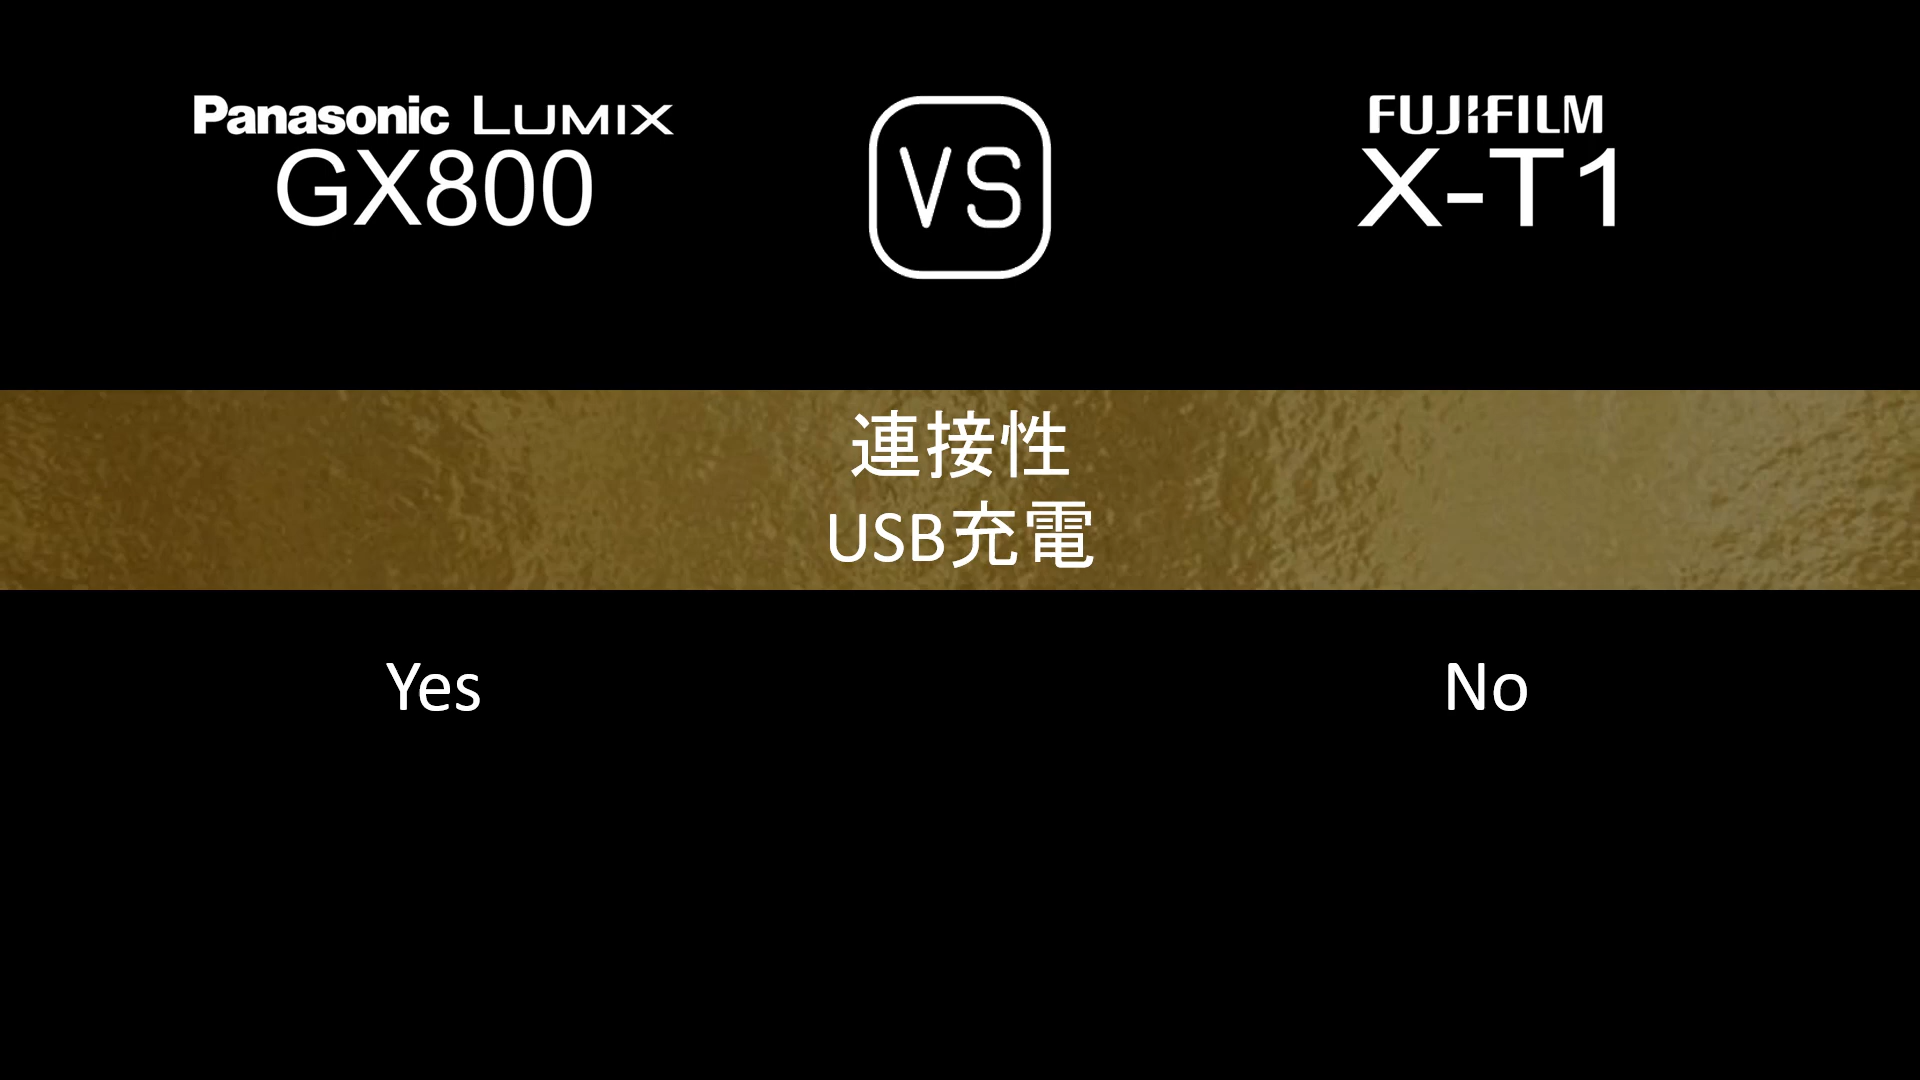 Panasonic LUMIX
GX800
VS
FUJIFILM
X-T1
連接性
USB充電
Yes
No